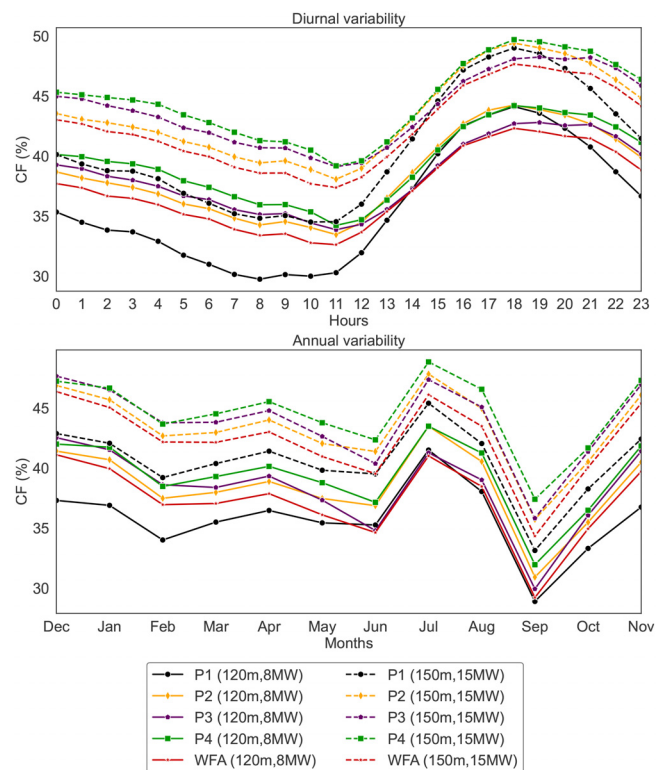 Diurnal variability
50
45
40
35
30
CF (%)
0 1 2 3 4 5 6 7 8 9 10 11 12 13 14 15 16 17 18 19 20 21 22 23
Hours
Annual variability
45
40
35
30
CF (%)
Dec Jan Feb Mar Apr May Jun Jul Aug Sep Oct Nov
Months
P1 (120m,8MW) P1 (150m,15MW)
P2 (120m,8MW) P2 (150m,15MW)
P3 (120m,8MW) P3 (150m,15MW)
P4 (120m,8MW) P4 (150m,15MW)
WFA (120m,8MW) WFA (150m,15MW)